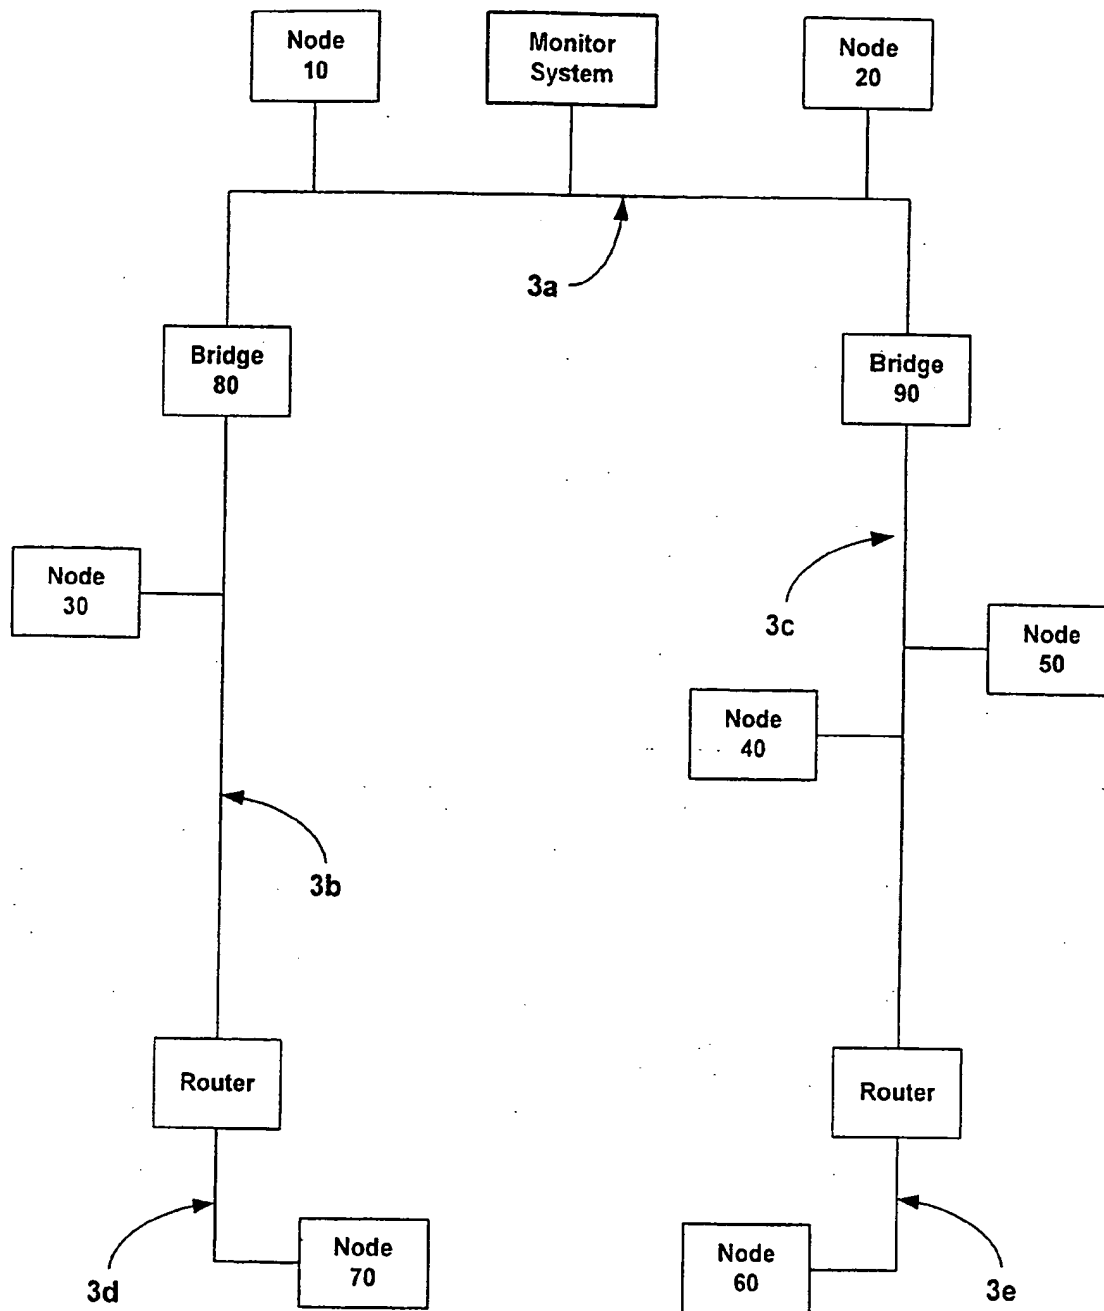 Node
10
Monitor
System
Node
20
3a
Bridge
80
Bridge
90
Node
30
3c
Node
50
Node
40
3b
Router
Router
Node
70
Node
60
3d
3e